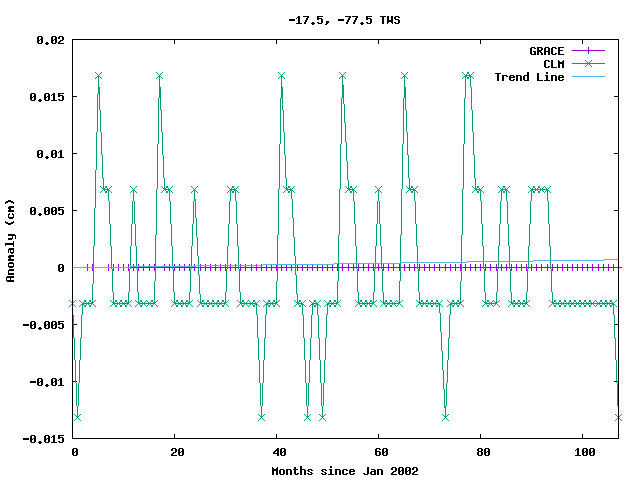 -17.5, -77.5 TWS
GRACE
CLM
Trend Line
0.02
0.015
0.01
0.005
0
-0.005
-0.01
-0.015
Anomaly (cm)
0 20 40 60 80 100
Months since Jan 2002